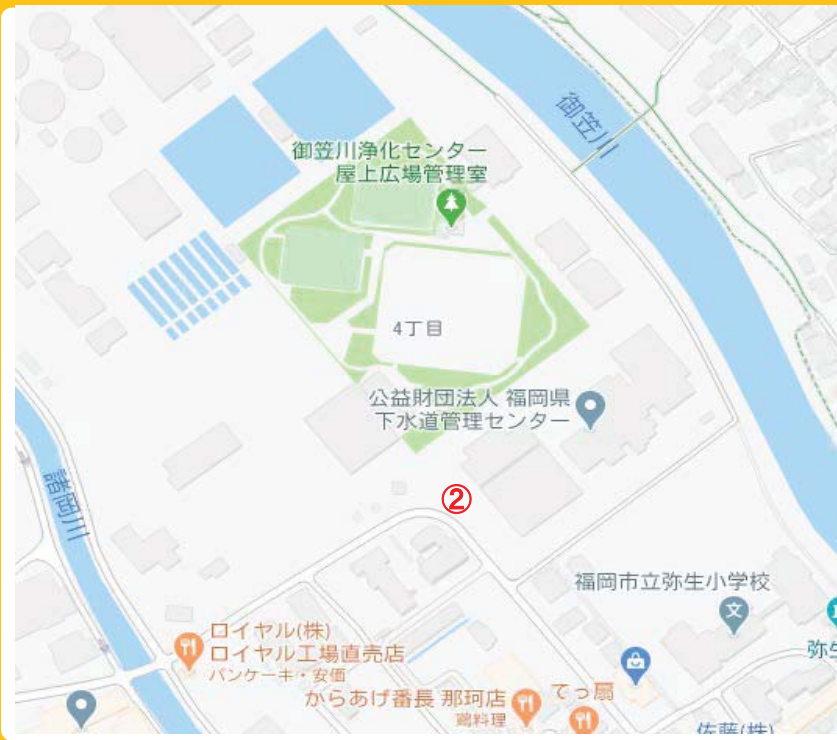 御笠川
御笠川浄化センター
屋上広場管理室
4丁目
公益財団法人 福岡県
下水道管理センター
諸岡川
②
福岡市立弥生小学校
文
ロイヤル(株)
ロイヤル工場直売店
パンケーキ・安価
弥生
からあげ番長 那珂店
鶏料理
てっ扇
佐藤(株)